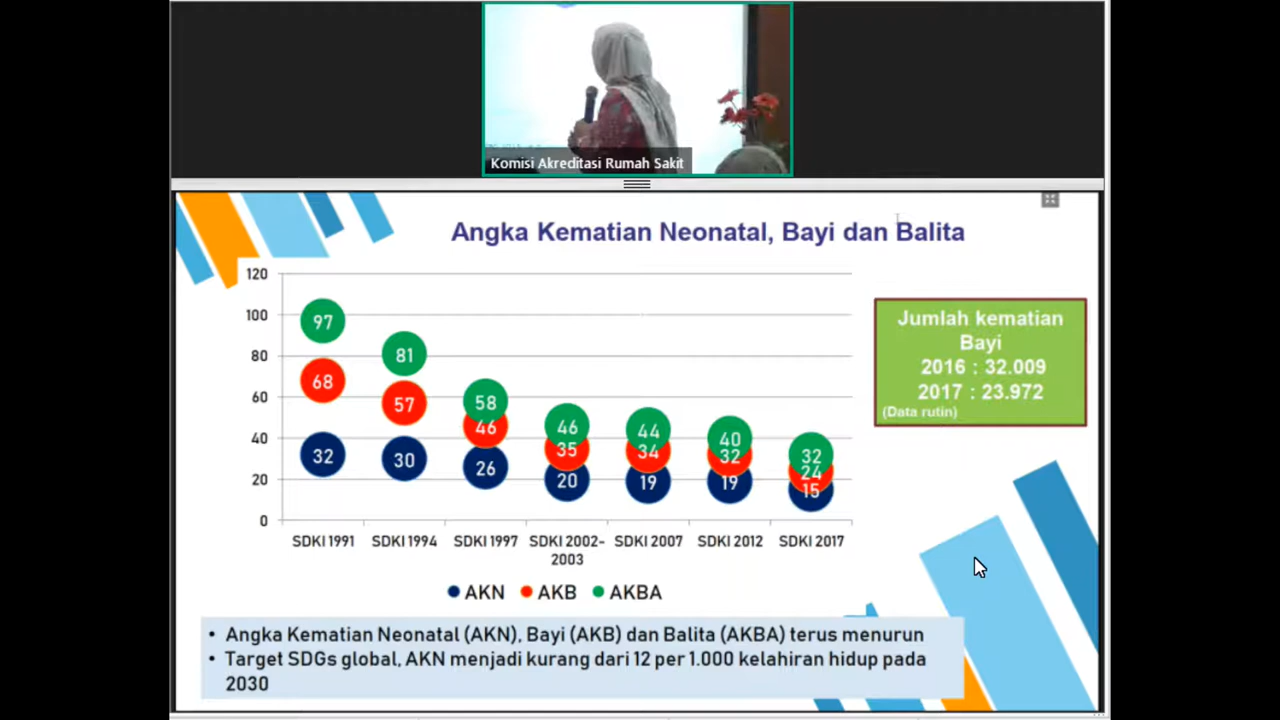 Komisi Akreditasi Rumah Sakit
Angka Kematian Neonatal, Bayi dan Balita
120
100
80
60
40
20
0
97
68
32
81
57
30
58
46
26
46
35
20
44
34
19
40
32
19
32
24
15
SDKI 1991
SDKI 1994
SDKI 1997
SDKI 2002-
2003
SDKI 2007
SDKI 2012
SDKI 2017
AKN AKB AKBA
Jumlah kematian
Bayi
2016 : 32.009
2017 : 23.972
(Data rutin)
• Angka Kematian Neonatal (AKN), Bayi (AKB) dan Balita (AKBA) terus menurun
• Target SDGs global, AKN menjadi kurang dari 12 per 1.000 kelahiran hidup pada
2030